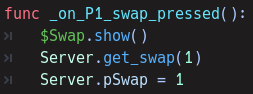 func _on_P1_swap_pressed():
$Swap.show()
Server.get_swap(1)
Server.pSwap = 1